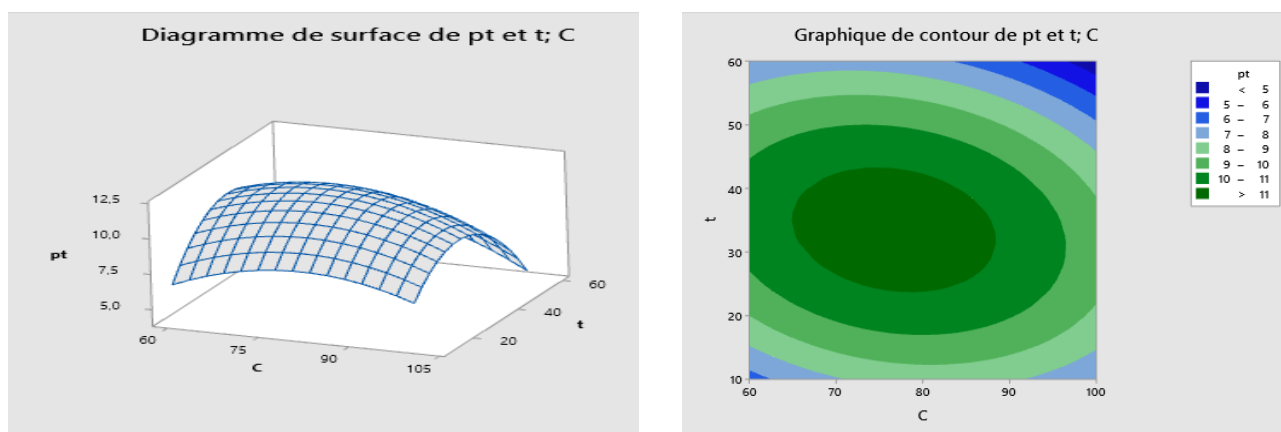 Diagramme de surface de pt et t; C
12.5
10.0
pt
7.5
5.0
60
40
t
20
60
75
C
90
105
Graphique de contour de pt et t; C
60
50
40
t
30
20
10
60
70
80
90
100
C
pt
< 5
5 – 6
6 – 7
7 – 8
8 – 9
9 – 10
10 – 11
> 11